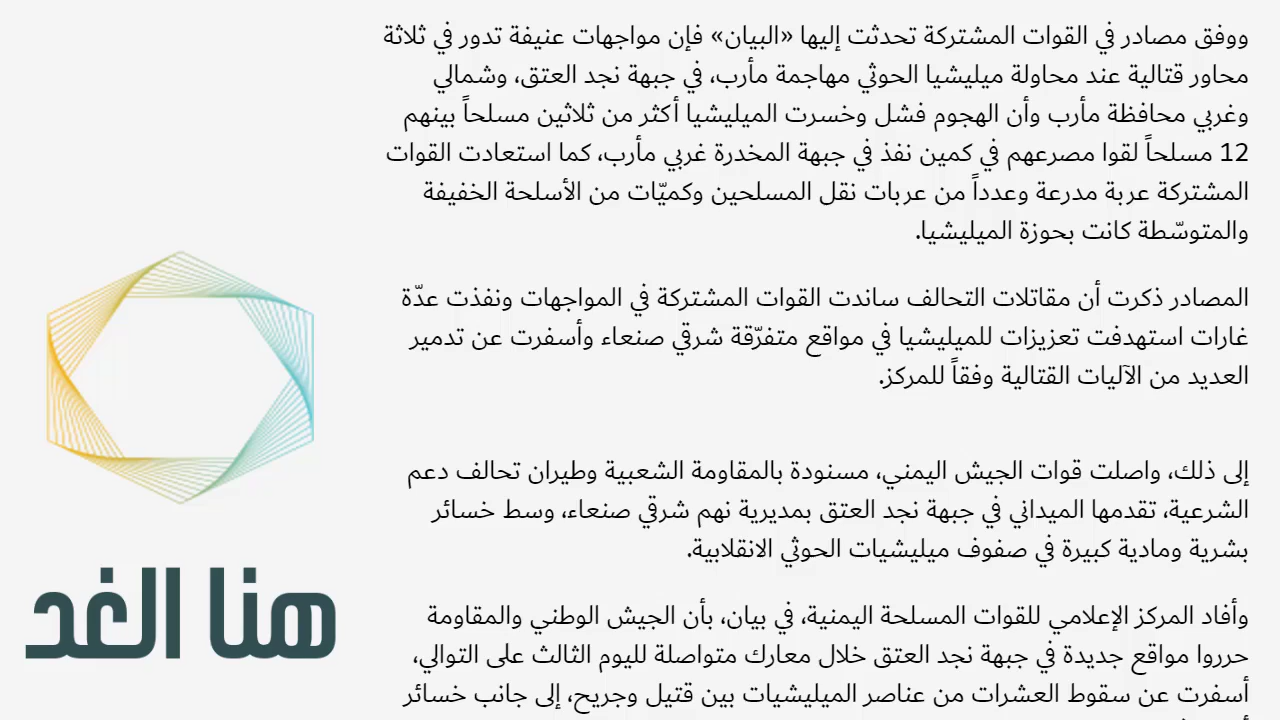 ووفق مصادر في القوات المشتركة تحدثت إليها «البيان» فإن مواجهات عنيفة تدور في ثلاثة
محاور قتالية عند محاولة ميليشيا الحوثي مهاجمة مأرب، في جبهة نجد العتق، وشمالي
وغربي محافظة مأرب وأن الهجوم فشل وخسرت الميليشيا أكثر من ثلاثين مسلحاً بينهم
12 مسلحاً لقوا مصرعهم في كمين نفذ في جبهة المخدرة غربي مأرب، كما استعادت القوات
المشتركة عربة مدرعة وعدداً من عربات نقل المسلحين وكميّات من الأسلحة الخفيفة
والمتوسّطة كانت بحوزة الميليشيا.
المصادر ذكرت أن مقاتلات التحالف ساندت القوات المشتركة في المواجهات ونفذت عدّة
غارات استهدفت تعزيزات للميليشيا في مواقع متفرّقة شرقي صنعاء وأسفرت عن تدمير
العديد من الآليات القتالية وفقاً للمركز.
إلى ذلك، واصلت قوات الجيش اليمني، مسنودة بالمقاومة الشعبية وطيران تحالف دعم
الشرعية، تقدمها الميداني في جبهة نجد العتق بمديرية نهم شرقي صنعاء، وسط خسائر
بشرية ومادية كبيرة في صفوف ميليشيات الحوثي الانقلابية.
وأفاد المركز الإعلامي للقوات المسلحة اليمنية، في بيان، بأن الجيش الوطني والمقاومة
حرروا مواقع جديدة في جبهة نجد العتق خلال معارك متواصلة لليوم الثالث على التوالي،
أسفرت عن سقوط العشرات من عناصر الميليشيات بين قتيل وجريح، إلى جانب خسائر
هنا الغد